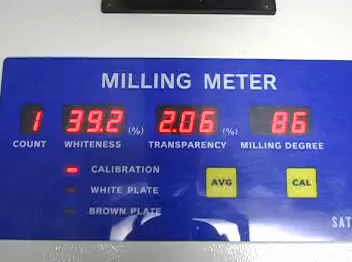 MILLING METER
1 39.2 (%) 2.06 (%) 86
COUNT WHITENESS TRANSPARENCY MILLING DEGREE
CALIBRATION
WHITE PLATE
BROWN PLATE
AVG CAL
SAT